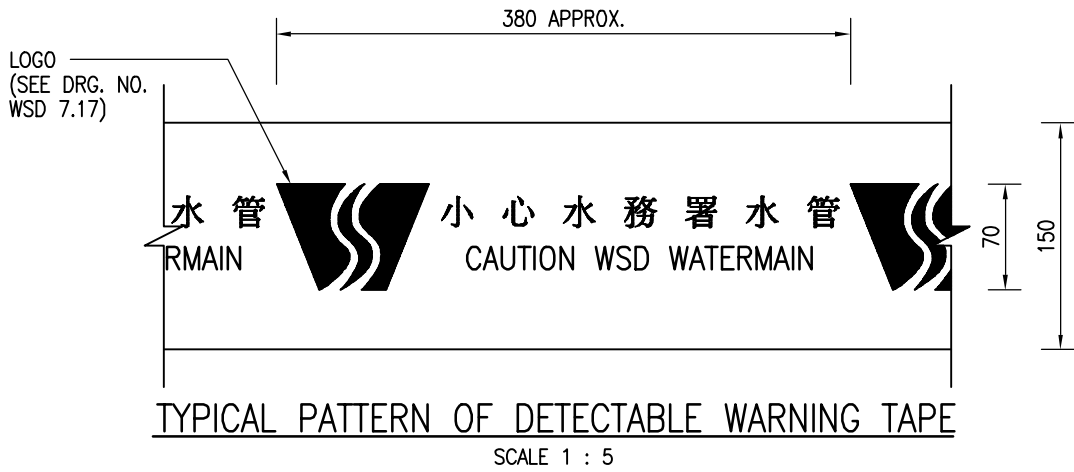 380 APPROX.
LOGO
(SEE DRG. NO.
WSD 7.17)
水管 小心水務署水管
RMAIN CAUTION WSD WATERMAIN
70
150
TYPICAL PATTERN OF DETECTABLE WARNING TAPE
SCALE 1 : 5